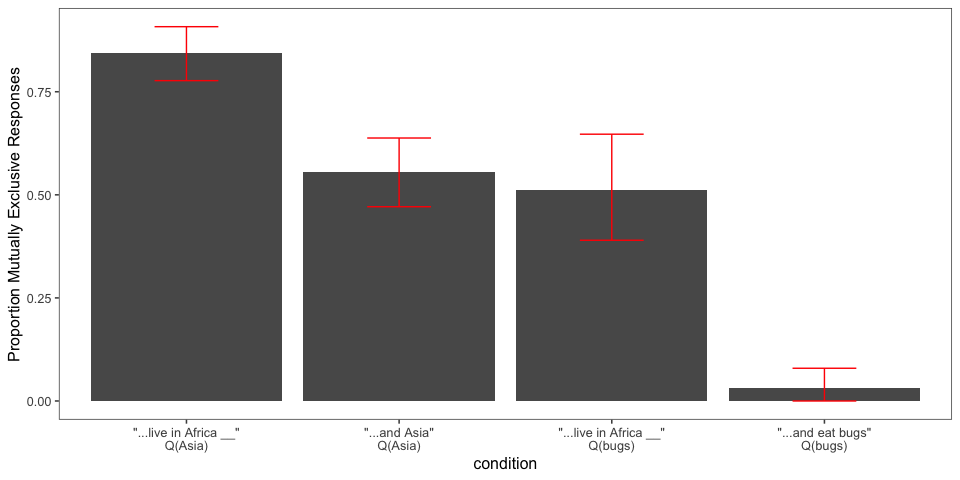 Proportion Mutually Exclusive Responses
0.75
0.50
0.25
0.00
"...live in Africa __"
Q(Asia)
"...and Asia"
Q(Asia)
"...live in Africa __"
Q(bugs)
"...and eat bugs"
Q(bugs)
condition